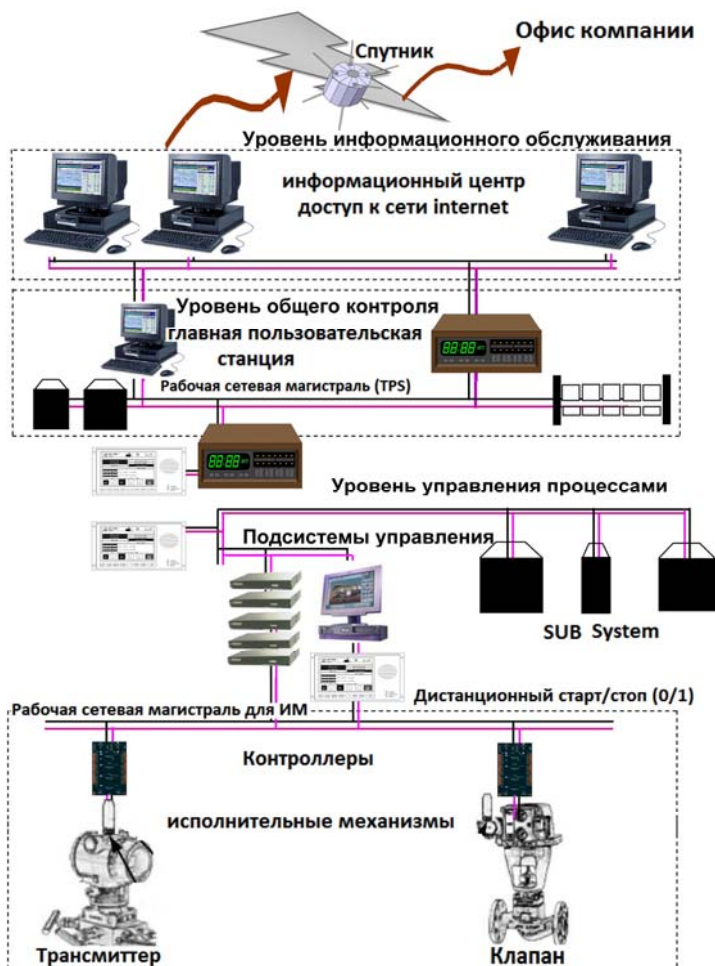 Офис компании
Спутник
Уровень информационного обслуживания
информационный центр
доступ к сети internet
Уровень общего контроля
главная пользовательская
станция
Рабочая сетевая магистраль (TPS)
Уровень управления процессами
Подсистемы управления
SUB System
Дистанционный старт/стоп (0/1)
Рабочая сетевая магистраль для ИМ
Контроллеры
исполнительные механизмы
Трансмиттер
Клапан